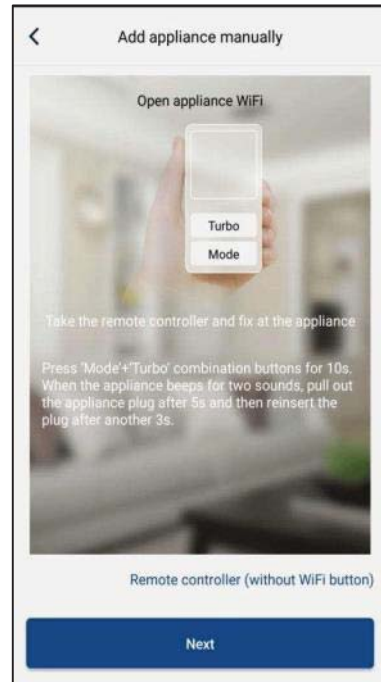 Add appliance manually
Open appliance WiFi
Turbo
Mode
Take the remote controller and fix at the appliance
Press 'Mode'+'Turbo' combination buttons for 10s.
When the appliance beeps for two sounds, pull out
the appliance plug after 5s and then reinsert the
plug after another 3s.
Remote controller (without WiFi button)
Next